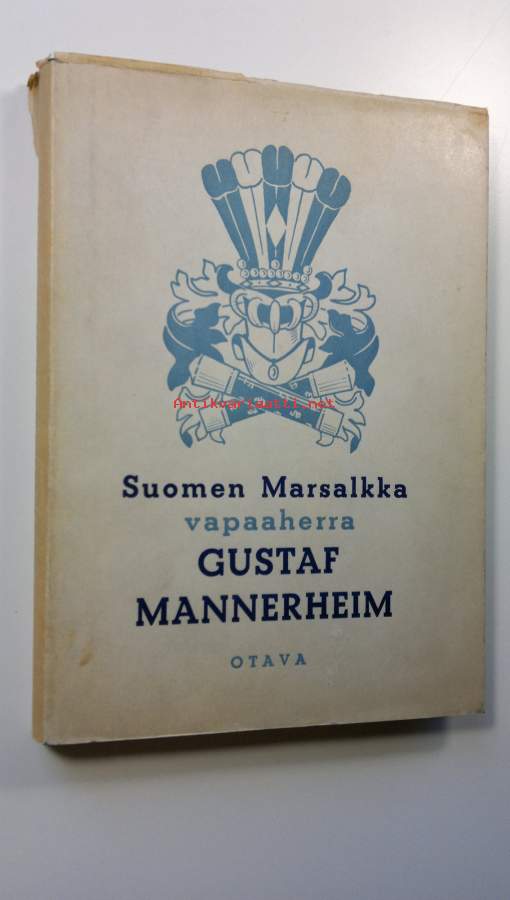 Antikvariaatti.net
Suomen Marsalkka
vapaaherra
GUSTAF
MANNERHEIM
OTAVA